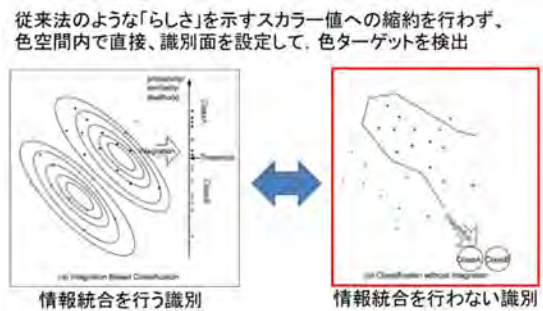 従来法のような「らしさ」を示すスカラー値への縮約を行わず、
色空間内で直接、識別面を設定して，色ターゲットを検出
probability/
similarity
Integration
ClassA
Threshold
ClassB
(a) Integration Based Classification
情報統合を行う識別
ClassA
ClassB
(b) Classification without Integration
情報統合を行わない識別